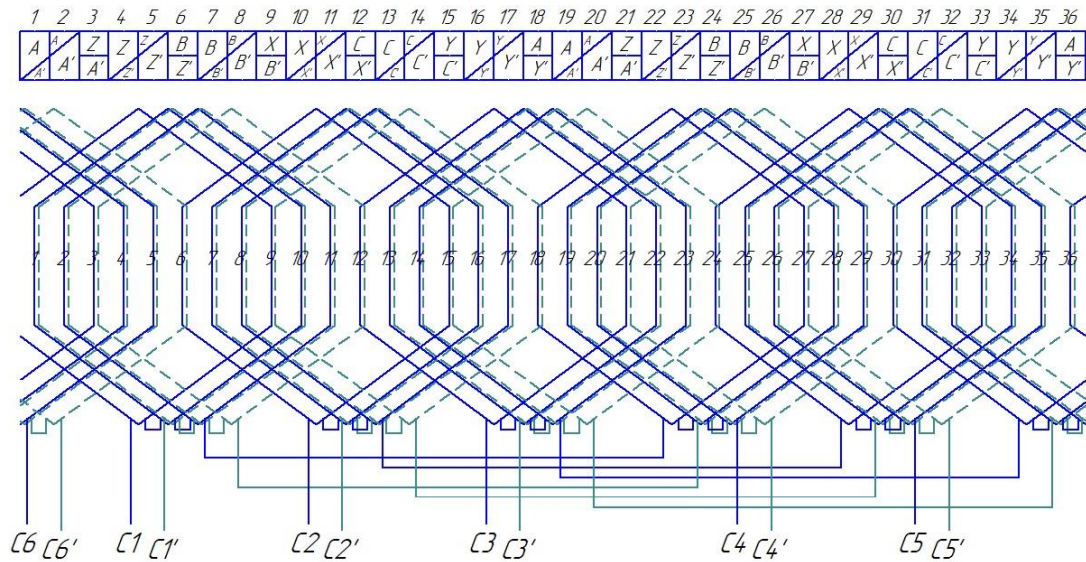 1 2 3 4 5 6 7 8 9 10 11 12 13 14 15 16 17 18 19 20 21 22 23 24 25 26 27 28 29 30 31 32 33 34 35 36
A A Z Z Z B B B X X X C C C Y Y Y A A A Z Z Z B B B X X X C C C Y Y Y A
A' A' A' Z' Z' Z' B' B' B' X' X' X' C C' C' Y' Y' Y' A' A' A' Z' Z' Z' B' B' B' X' X' X' C C' C' Y' Y' Y'
1 2 3 4 5 6 7 8 9 10 11 12 13 14 15 16 17 18 19 20 21 22 23 24 25 26 27 28 29 30 31 32 33 34 35 36
C6 C6' C1 C1' C2 C2' C3 C3' C4 C4' C5 C5'